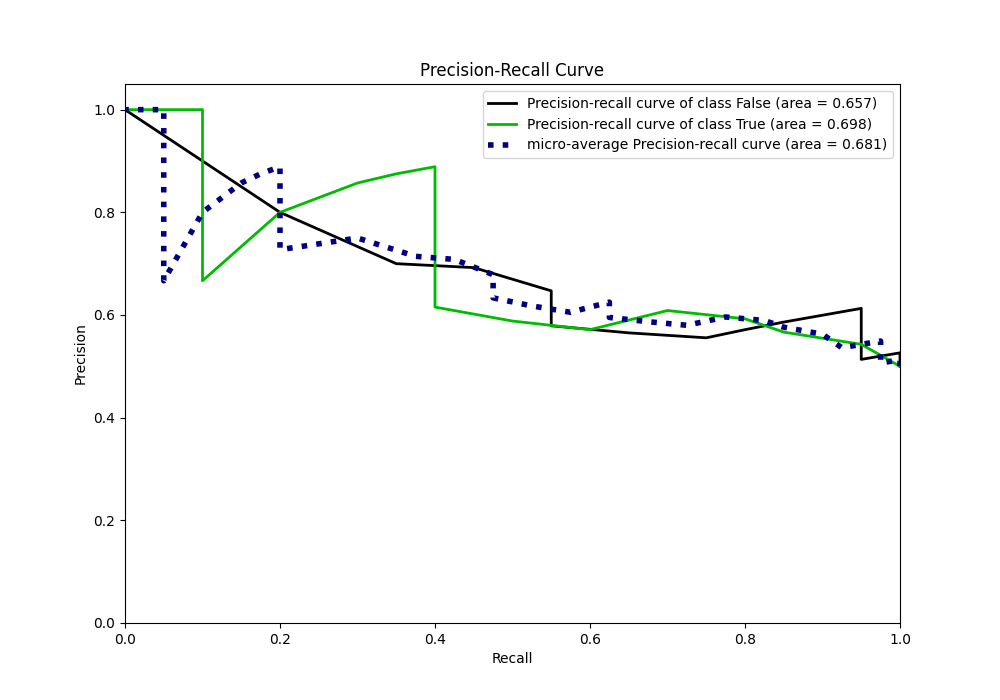 Precision-Recall Curve
Precision-recall curve of class False (area = 0.657)
Precision-recall curve of class True (area = 0.698)
micro-average Precision-recall curve (area = 0.681)
1.0
0.8
0.6
0.4
0.2
0.0
Precision
0.0 0.2 0.4 0.6 0.8 1.0
Recall